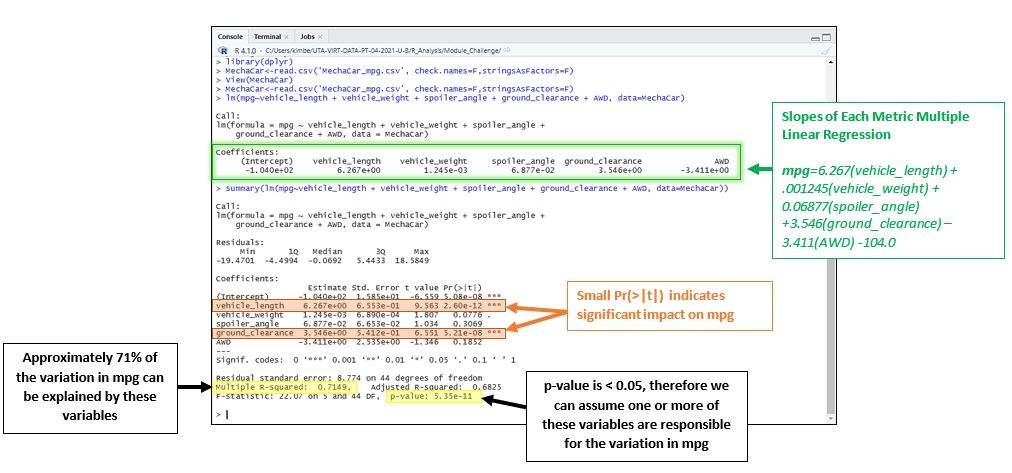 Console Terminal × Jobs ×
R 4.1.0 · C:/Users/kimbe/UTA-VIRT-DATA-PT-04-2021-U-B/R_Analysis/Module_Challenge/
> library(dplyr)
> MechaCar<-read.csv('MechaCar_mpg.csv', check.names=F,stringsAsFactors=F)
> View(MechaCar)
> MechaCar<-read.csv('MechaCar_mpg.csv', check.names=F,stringsAsFactors=F)
> lm(mpg~vehicle_length + vehicle_weight + spoiler_angle + ground_clearance + AWD, data=MechaCar)
Call:
lm(formula = mpg ~ vehicle_length + vehicle_weight + spoiler_angle +
ground_clearance + AWD, data = MechaCar)
Coefficients:
(Intercept) vehicle_length vehicle_weight spoiler_angle ground_clearance AWD
-1.040e+02 6.267e+00 1.245e-03 6.877e-02 3.546e+00 -3.411e+00
> summary(lm(mpg~vehicle_length + vehicle_weight + spoiler_angle + ground_clearance + AWD, data=MechaCar))
Call:
lm(formula = mpg ~ vehicle_length + vehicle_weight + spoiler_angle +
ground_clearance + AWD, data = MechaCar)
Residuals:
Min 1Q Median 3Q Max
-19.4701 -4.4994 -0.0692 5.4433 18.5849
Coefficients:
Estimate Std. Error t value Pr(>|t|)
(Intercept) -1.040e+02 1.585e+01 -6.559 5.08e-08 ***
vehicle_length 6.267e+00 6.553e-01 9.563 2.60e-12 ***
vehicle_weight 1.245e-03 6.890e-04 1.807 0.0776 .
spoiler_angle 6.877e-02 6.653e-02 1.034 0.3069
ground_clearance 3.546e+00 5.412e-01 6.551 5.21e-08 ***
AWD -3.411e+00 2.535e+00 -1.346 0.1852
---
Signif. codes: 0 '***' 0.001 '**' 0.01 '*' 0.05 '.' 0.1 ' ' 1
Residual standard error: 8.774 on 44 degrees of freedom
Multiple R-squared: 0.7149, Adjusted R-squared: 0.6825
F-statistic: 22.07 on 5 and 44 DF, p-value: 5.35e-11
>
Slopes of Each Metric Multiple
Linear Regression
mpg=6.267(vehicle_length) +
.001245(vehicle_weight) +
0.06877(spoiler_angle)
+3.546(ground_clearance) –
3.411(AWD) -104.0
Small Pr(>|t|) indicates
significant impact on mpg
Approximately 71% of
the variation in mpg can
be explained by these
variables
p-value is < 0.05, therefore we
can assume one or more of
these variables are responsible
for the variation in mpg